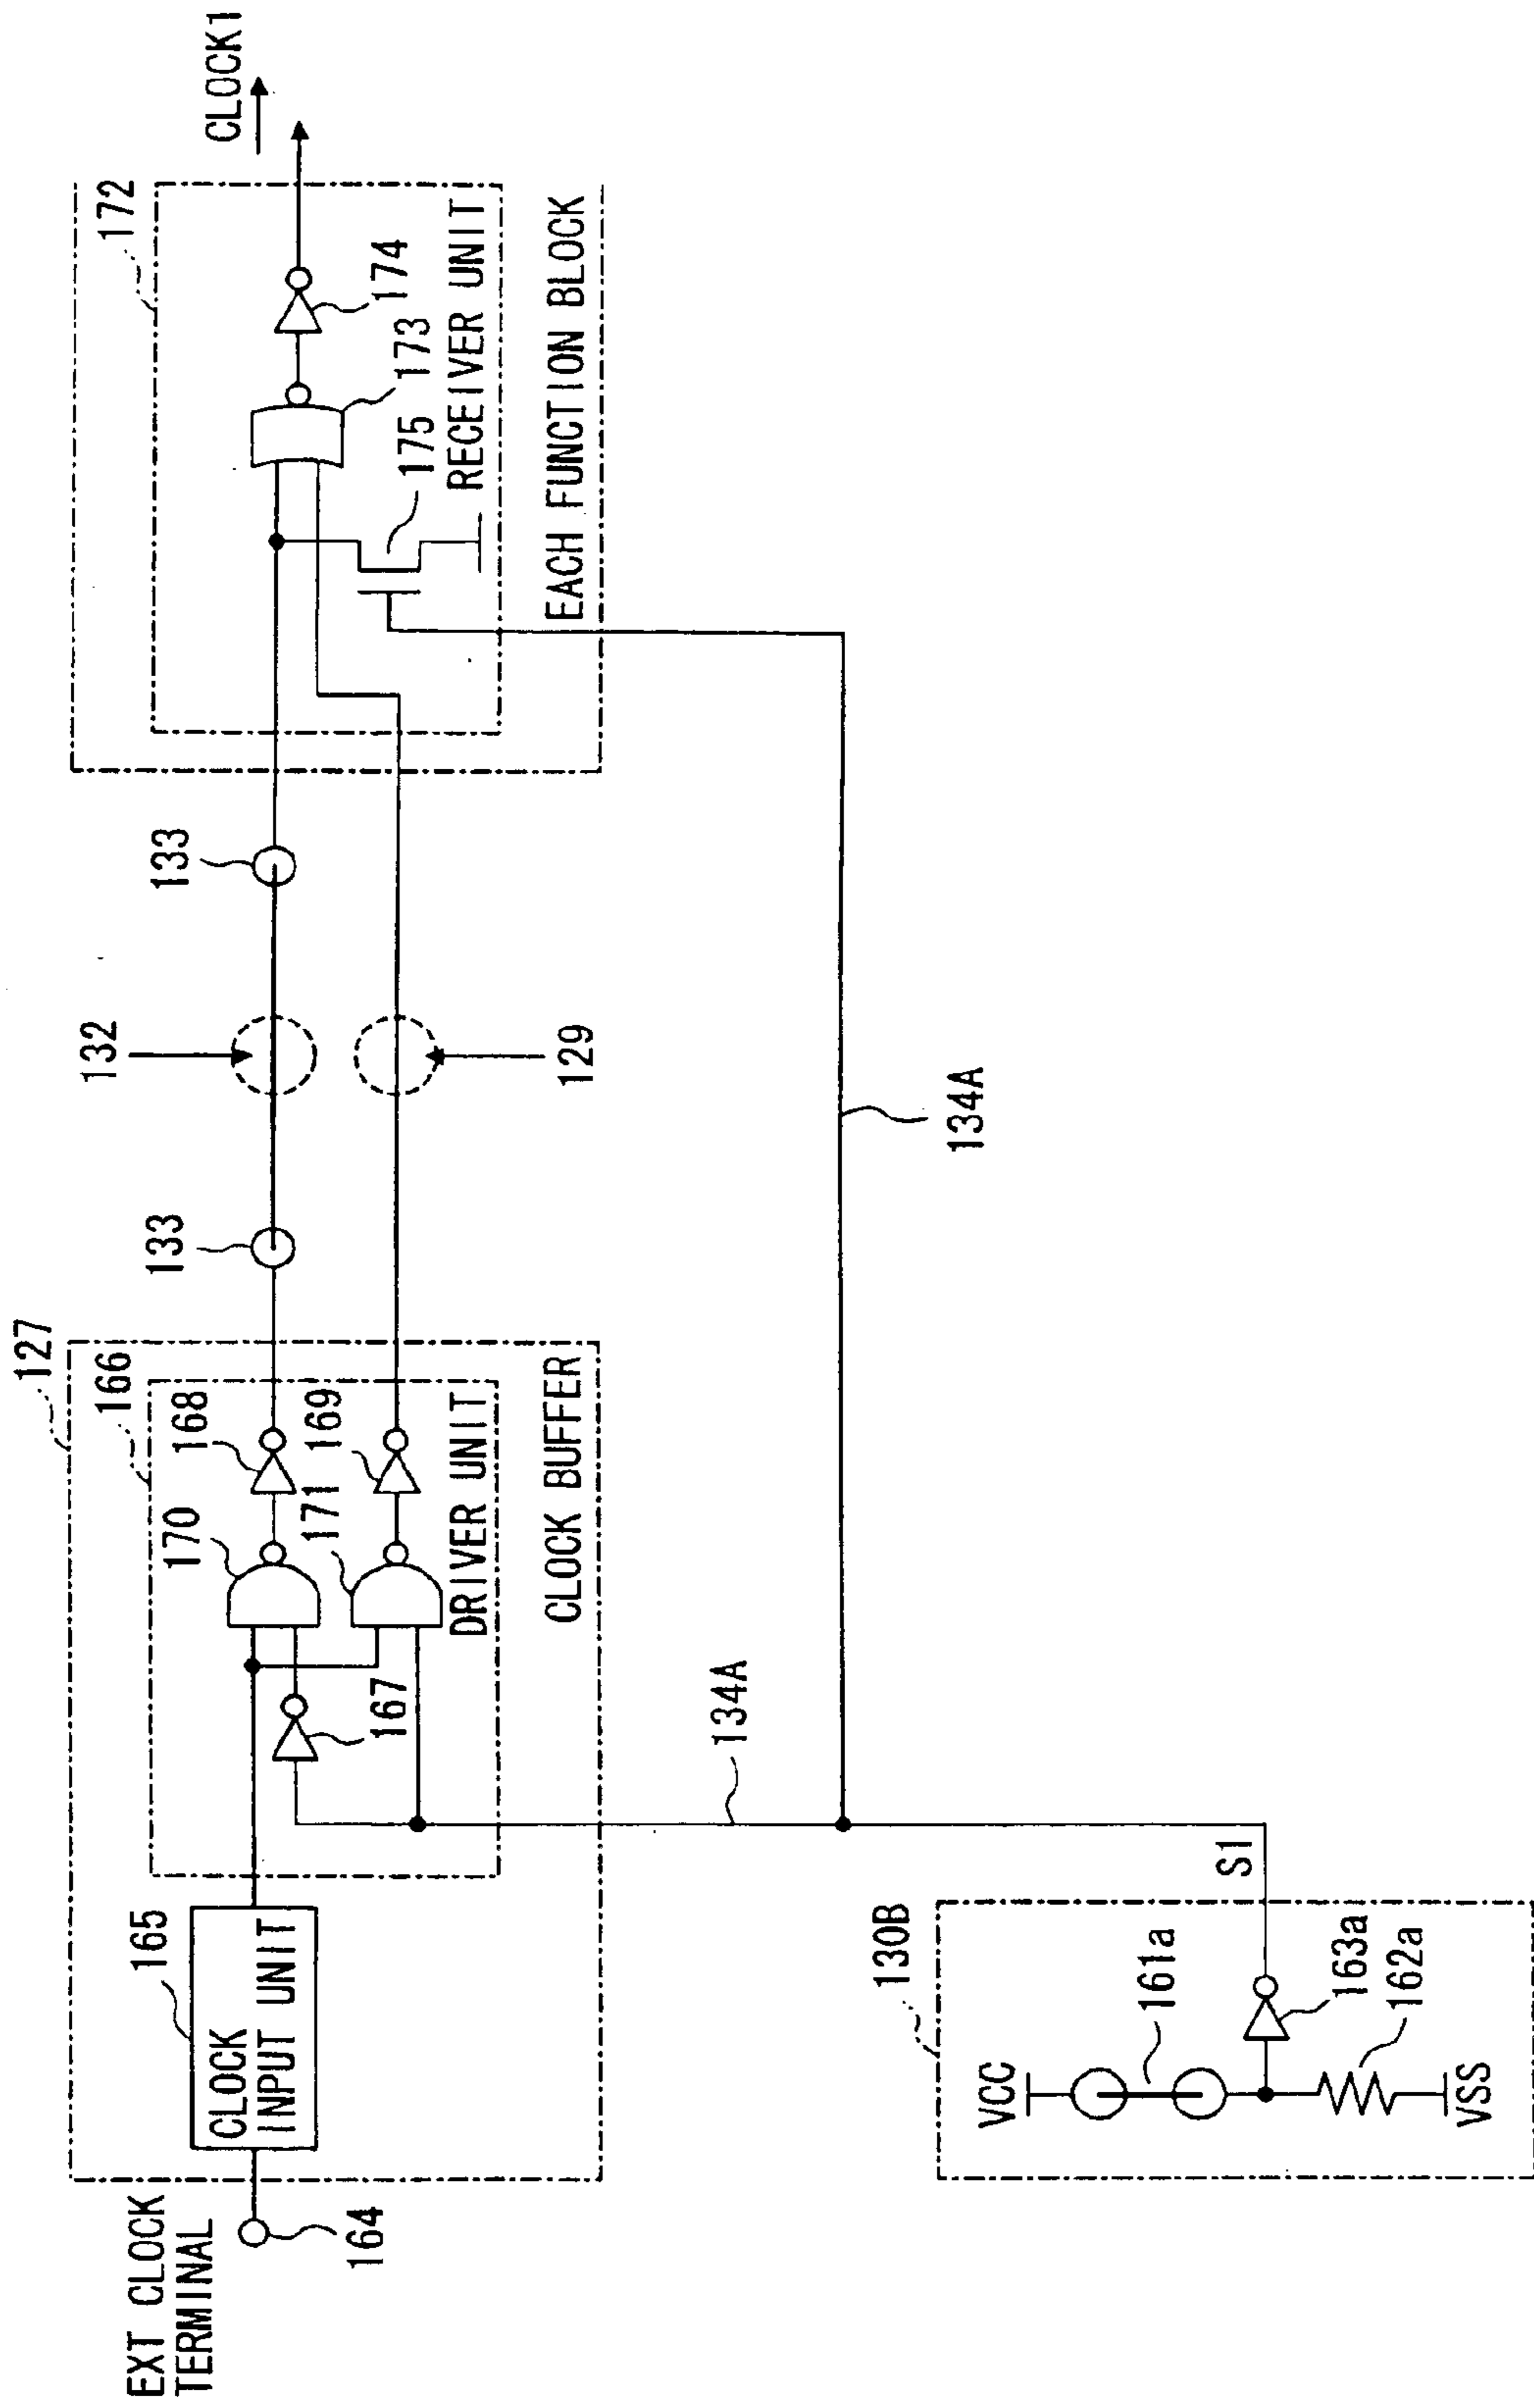 EXT CLOCK
TERMINAL
164
165
CLOCK
INPUT UNIT
127
166
170
168
171
169
167
DRIVER UNIT
CLOCK BUFFER
133
132
133
129
134A
134A
172
174
173
175
RECEIVER UNIT
EACH FUNCTION BLOCK
CLOCK1
130B
VCC
161a
163a
162a
VSS
S1